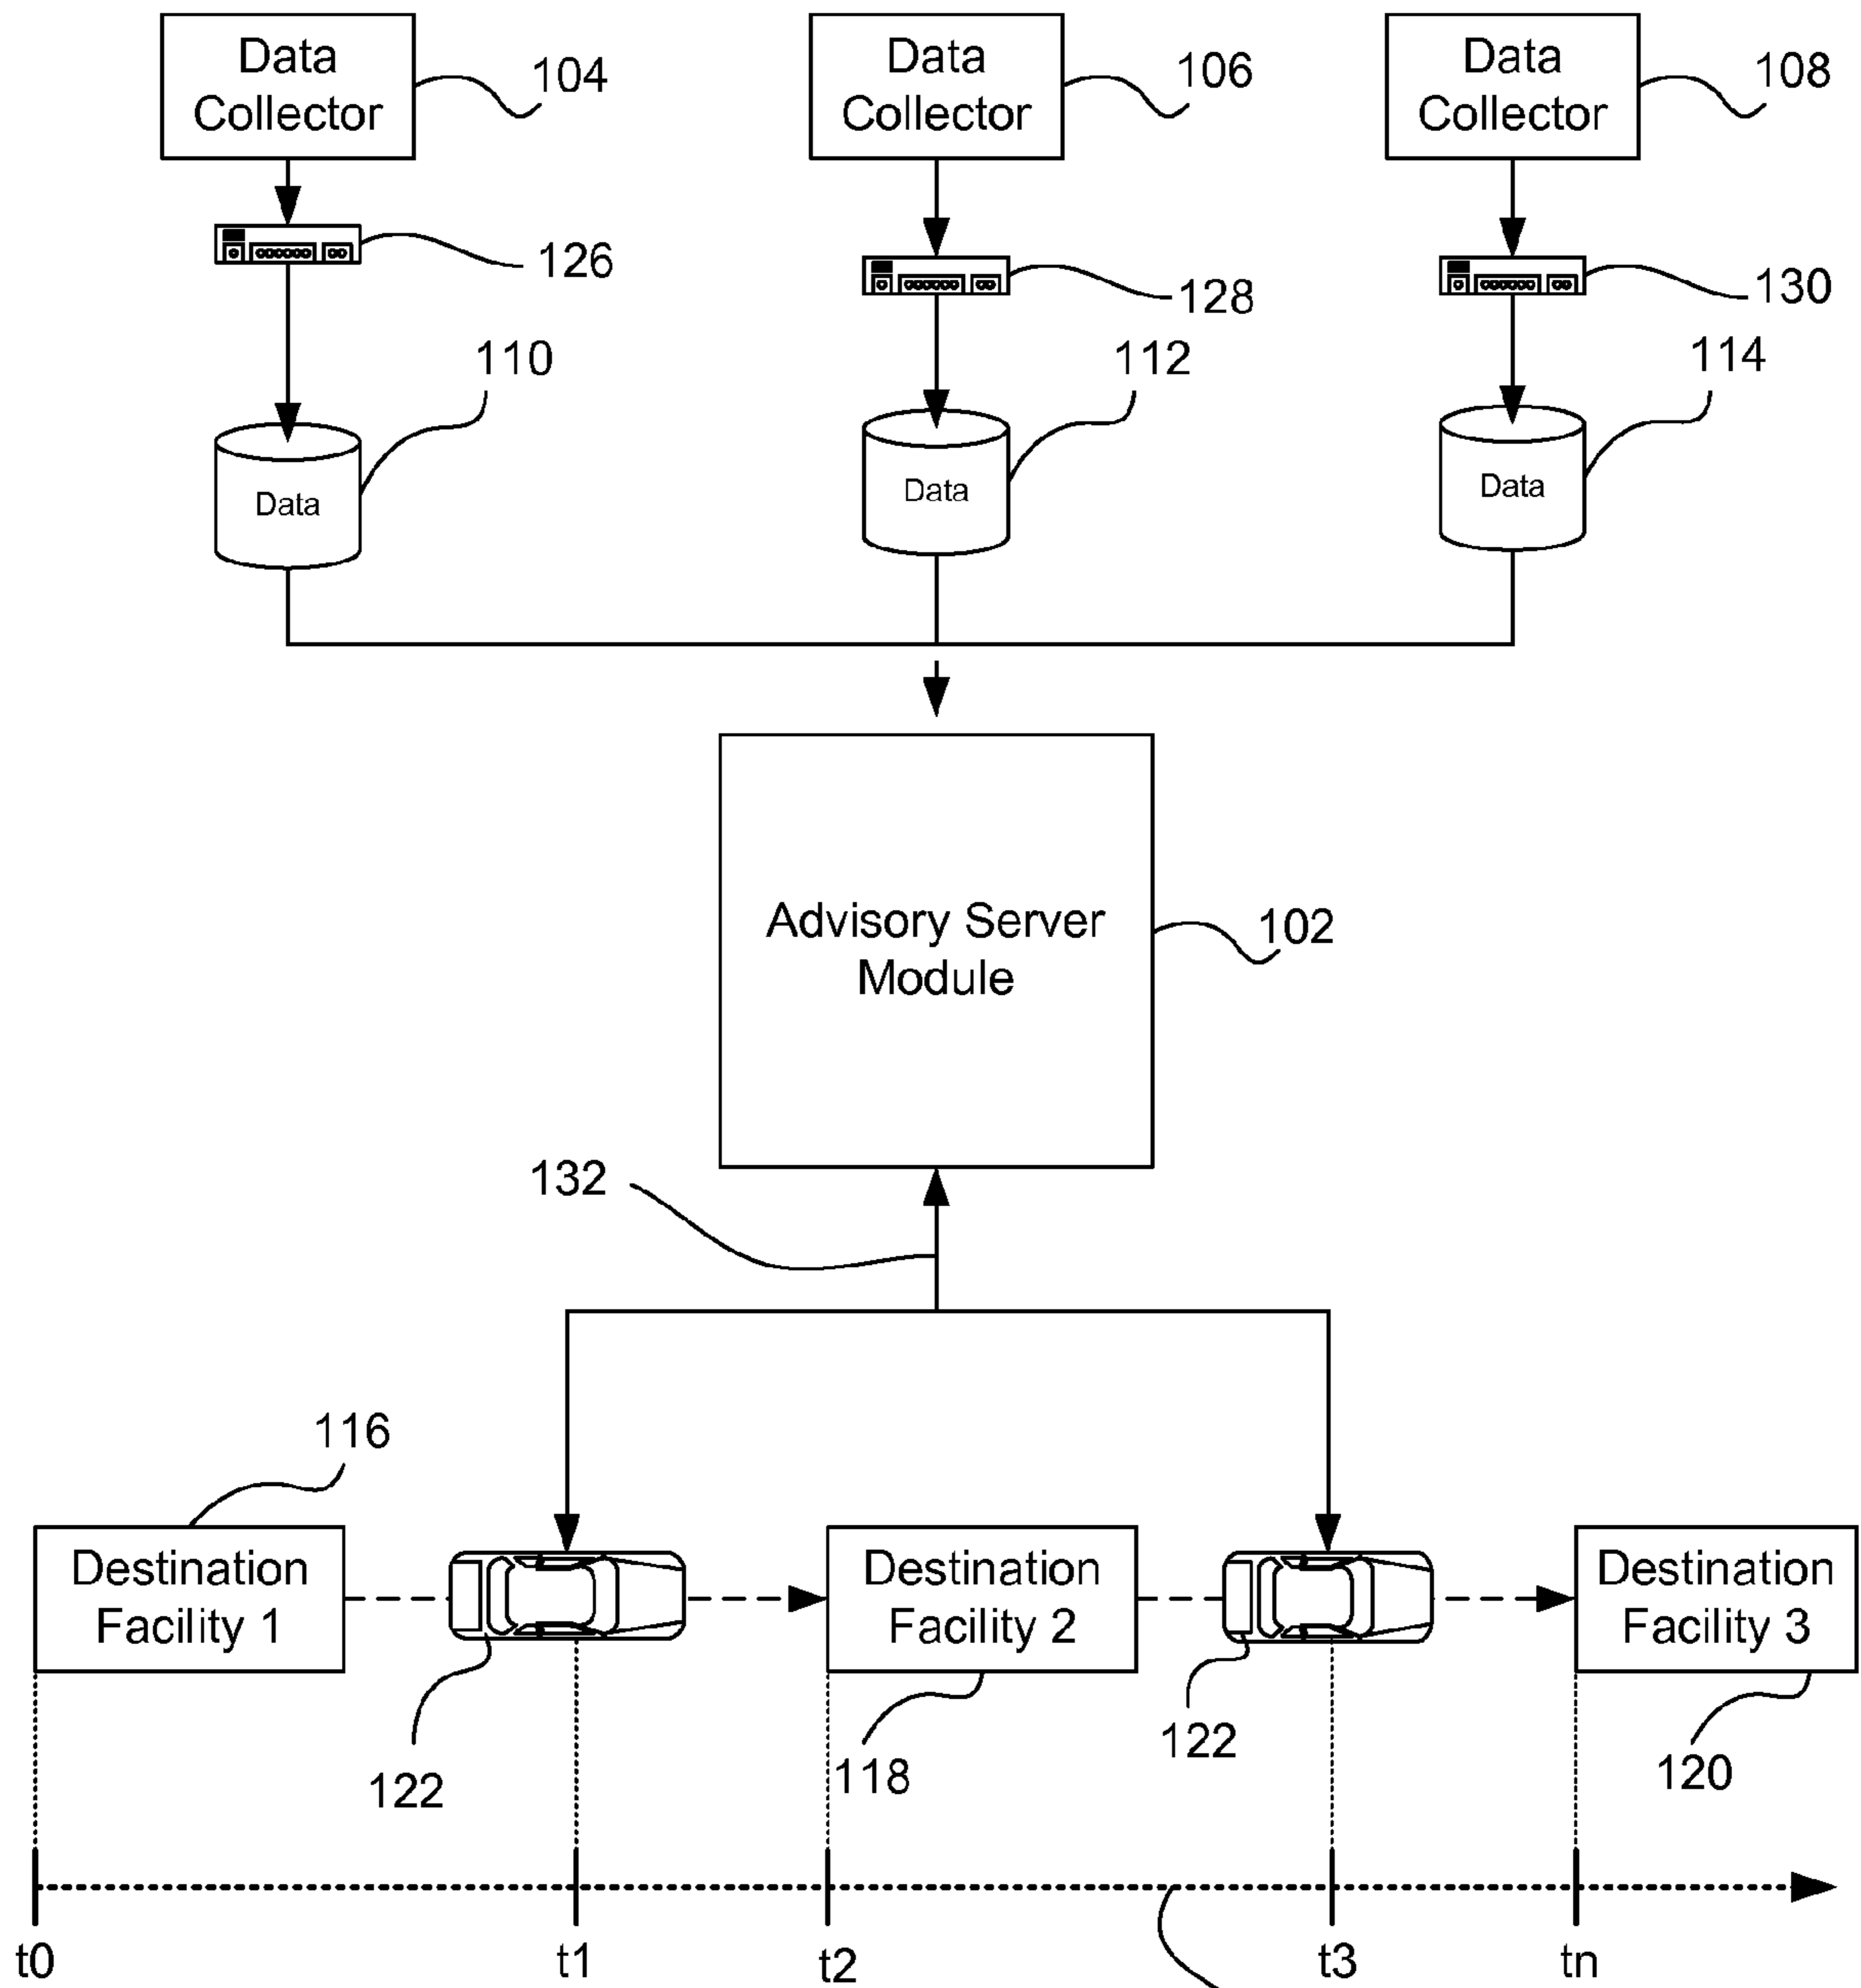 Data
Collector
104
Data
Collector
106
Data
Collector
108
126
128
130
110
112
114
Data
Data
Data
Advisory Server
Module
102
132
116
Destination
Facility 1
Destination
Facility 2
Destination
Facility 3
122
118
122
120
t0
t1
t2
t3
tn